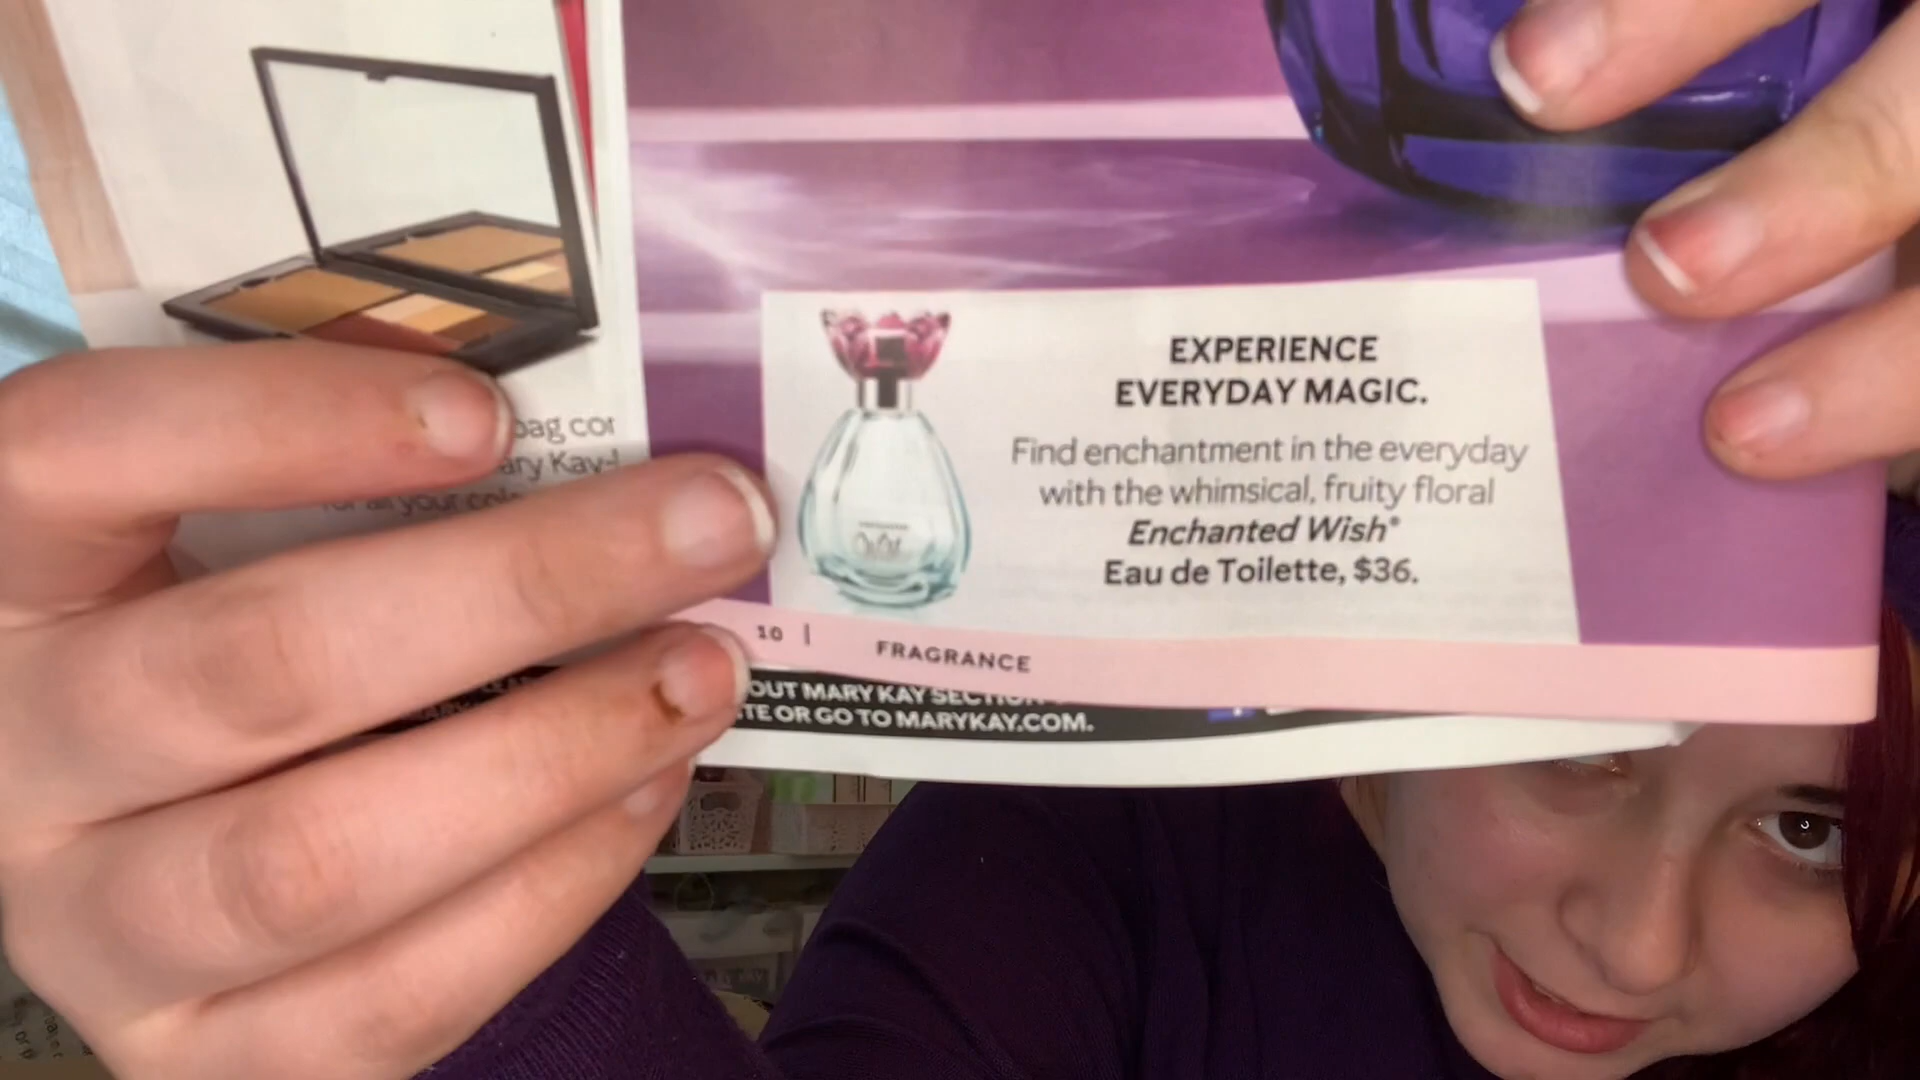 bag
EXPERIENCE
EVERYDAY MAGIC.
Find enchantment in the everyday
with the whimsical, fruity floral
Enchanted Wish®
Eau de Toilette, $36.
10 | FRAGRANCE
OUT MARY KAY
TE OR GO TO MARYKAY.COM.